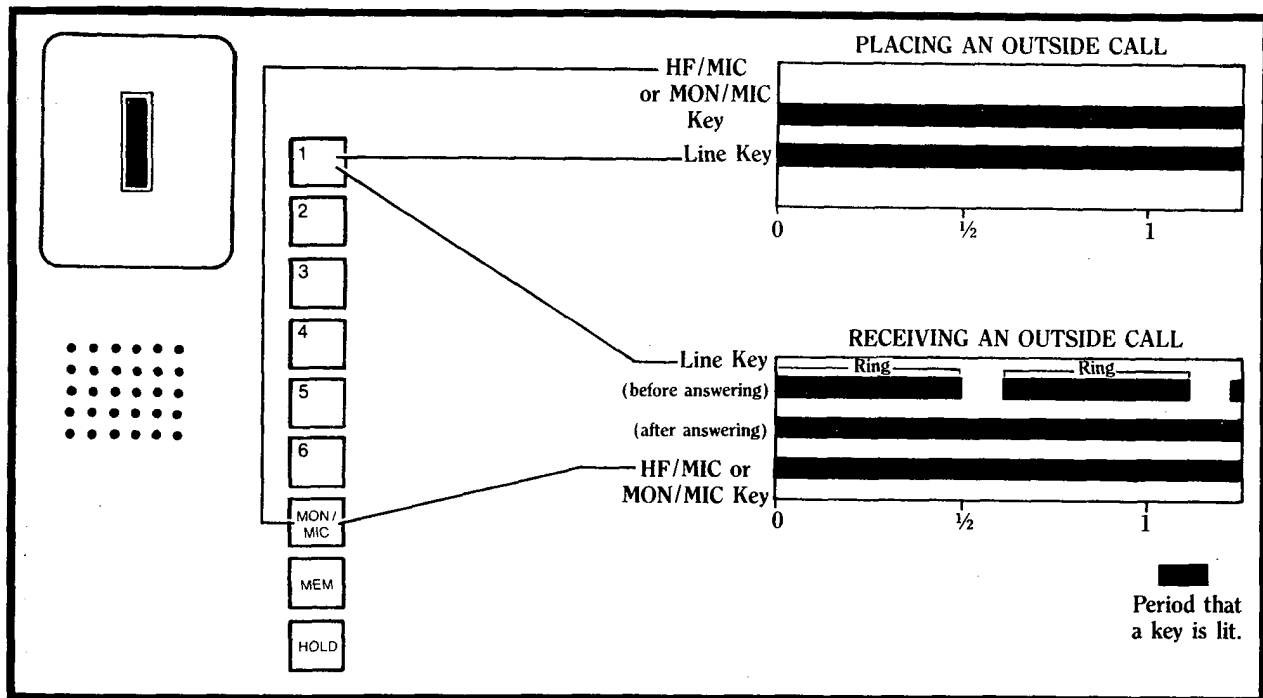 PLACING AN OUTSIDE CALL
HF/MIC
or MON/MIC
Key
Line Key
0 ½ 1
1
2
3
4
5
6
MON/
MIC
MEM
HOLD
RECEIVING AN OUTSIDE CALL
Line Key
Ring Ring
(before answering)
(after answering)
HF/MIC or
MON/MIC Key
0 ½ 1
Period that
a key is lit.